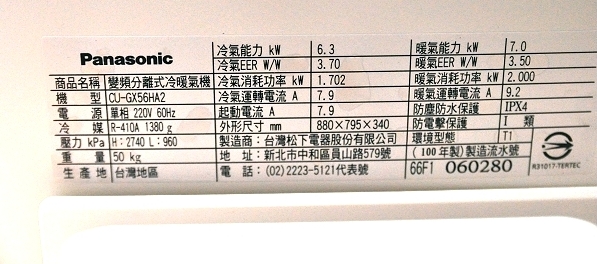 Panasonic
商品名稱 變頻分離式冷暖氣機
機 型 CU-GX56HA2
電 源 單相 220V 60Hz
冷 媒 R-410A 1380 g
壓力 kPa H:2740 L:960
重 量 50 kg
生 產 地 台灣地區
冷氣能力 kW 6.3
冷氣EER W/W 3.70
冷氣消耗功率 kW 1.702
冷氣運轉電流 A 7.9
起動電流 A 7.9
外形尺寸 mm 880×795×340
製造商：台灣松下電器股份有限公司
地 址：新北市中和區員山路579號
電 話：(02)2223-5121代表號
暖氣能力 kW 7.0
暖氣EER W/W 3.50
暖氣消耗功率 kW 2.000
暖氣運轉電流 A 9.2
防塵防水保護 IPX4
防電擊保護 I 類
環境型態 T1
(100 年製)製造流水號
66F1 060280
R31017-TERTEC